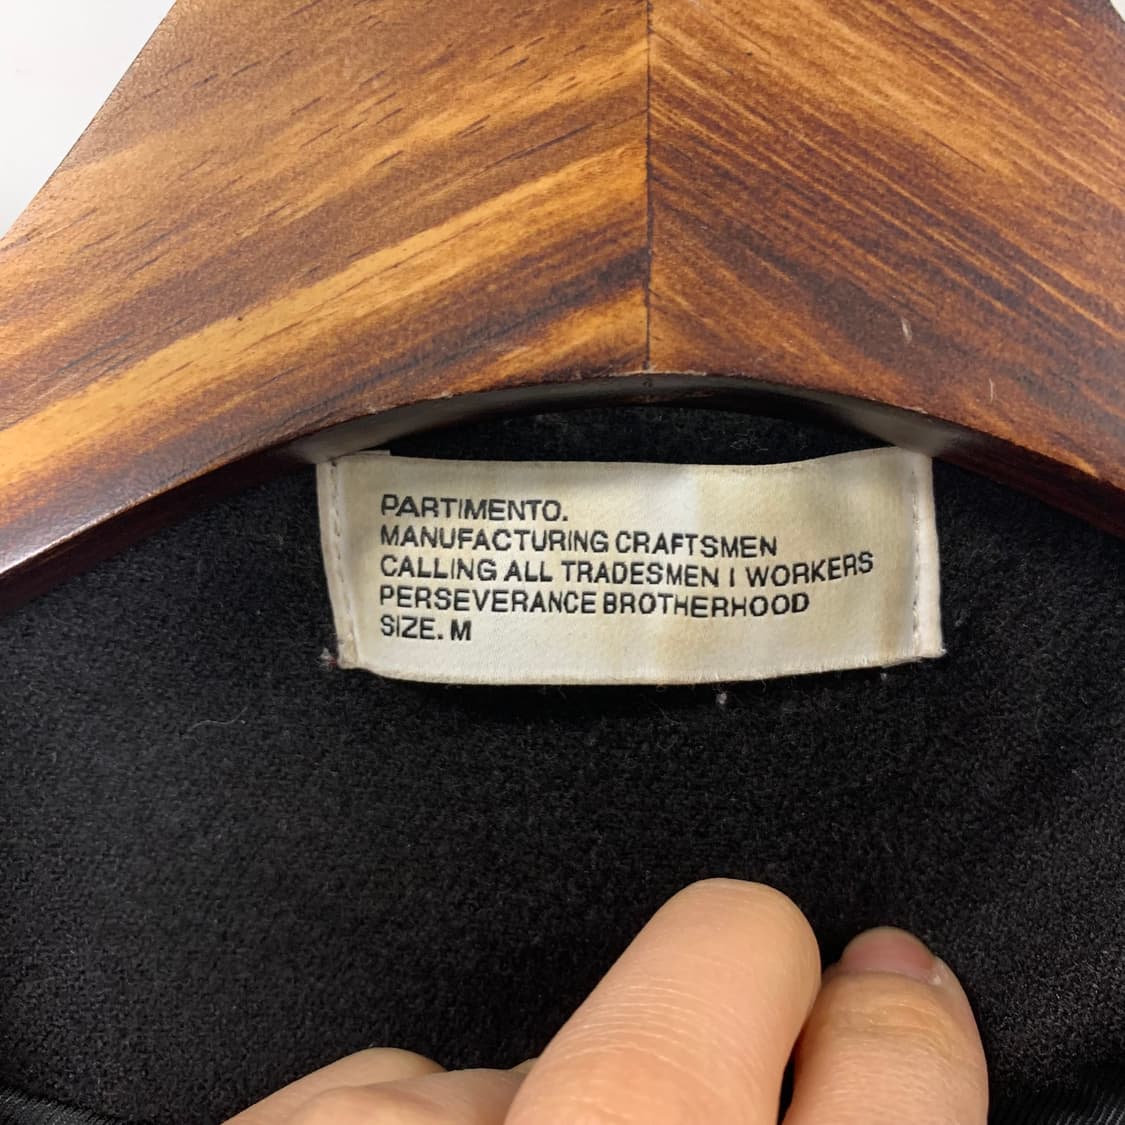 PARTIMENTO.
MANUFACTURING CRAFTSMEN
CALLING ALL TRADESMEN I WORKERS
PERSEVERANCE BROTHERHOOD
SIZE. M